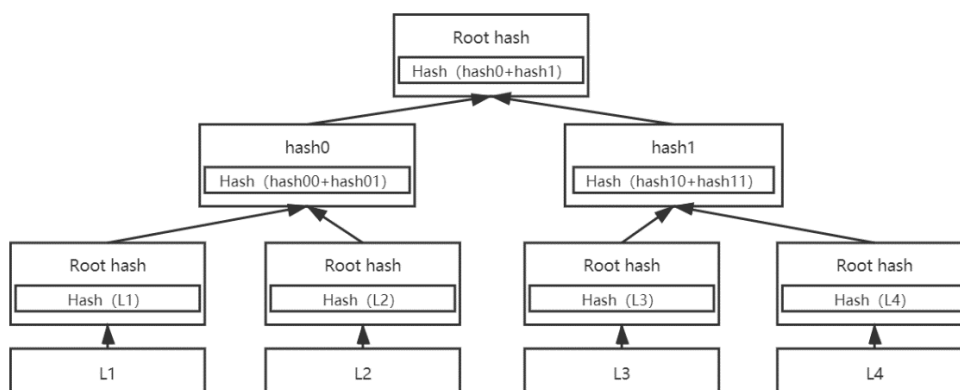 Root hash
Hash（hash0+hash1）
hash0
hash1
Hash（hash00+hash01）
Hash（hash10+hash11）
Root hash
Root hash
Root hash
Root hash
Hash（L1）
Hash（L2）
Hash（L3）
Hash（L4）
L1
L2
L3
L4